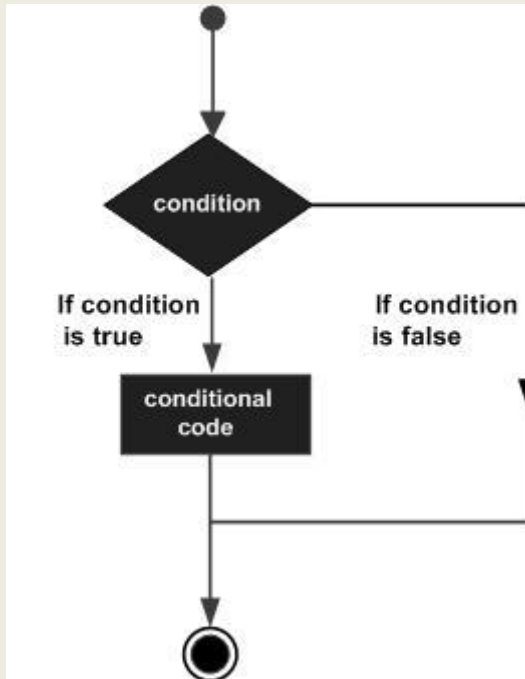 condition
If condition
is true
If condition
is false
conditional
code